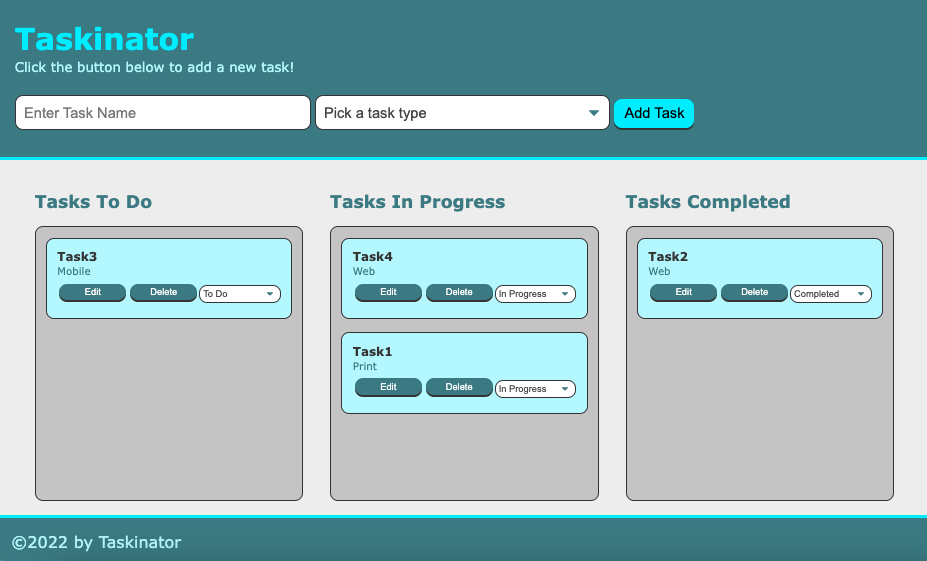 Taskinator
Click the button below to add a new task!
Enter Task Name
Pick a task type
Add Task
Tasks To Do
Task3
Mobile
Edit
Delete
To Do
Tasks In Progress
Task4
Web
Edit
Delete
In Progress
Task1
Print
Edit
Delete
In Progress
Tasks Completed
Task2
Web
Edit
Delete
Completed
©2022 by Taskinator